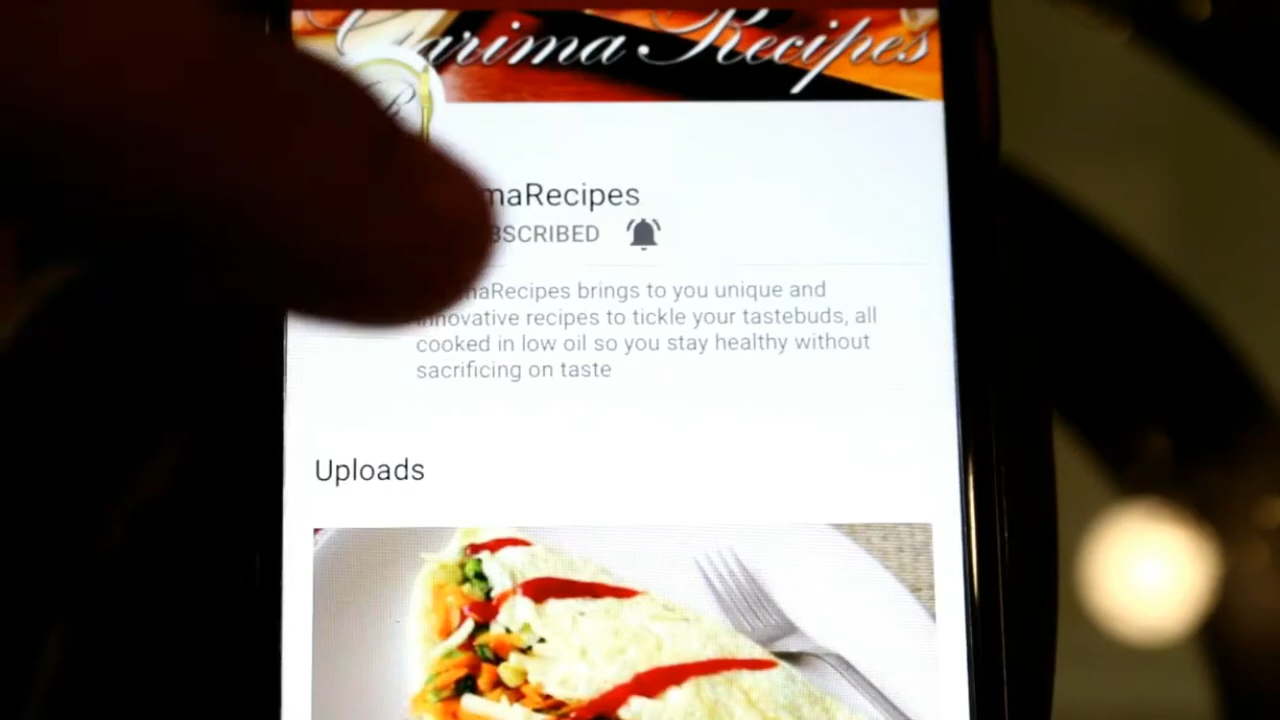 Garima Recipes
R
maRecipes
BSCRIBED
maRecipes brings to you unique and
innovative recipes to tickle your tastebuds, all
cooked in low oil so you stay healthy without
sacrificing on taste
Uploads